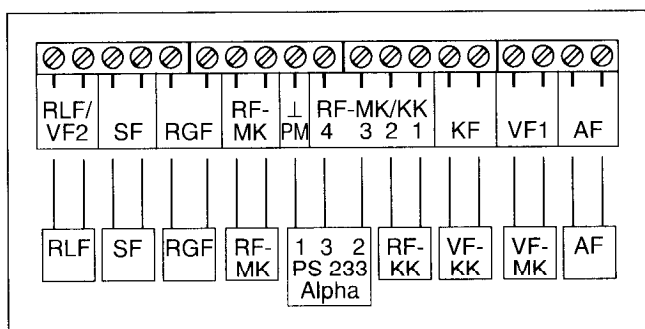 RLF/ VF2 SF RGF RF- MK ⊥ PM RF-MK/KK 4 3 2 1 KF VF1 AF
RLF SF RGF RF- MK 1 3 2 PS 233 Alpha RF- KK VF- KK VF- MK AF